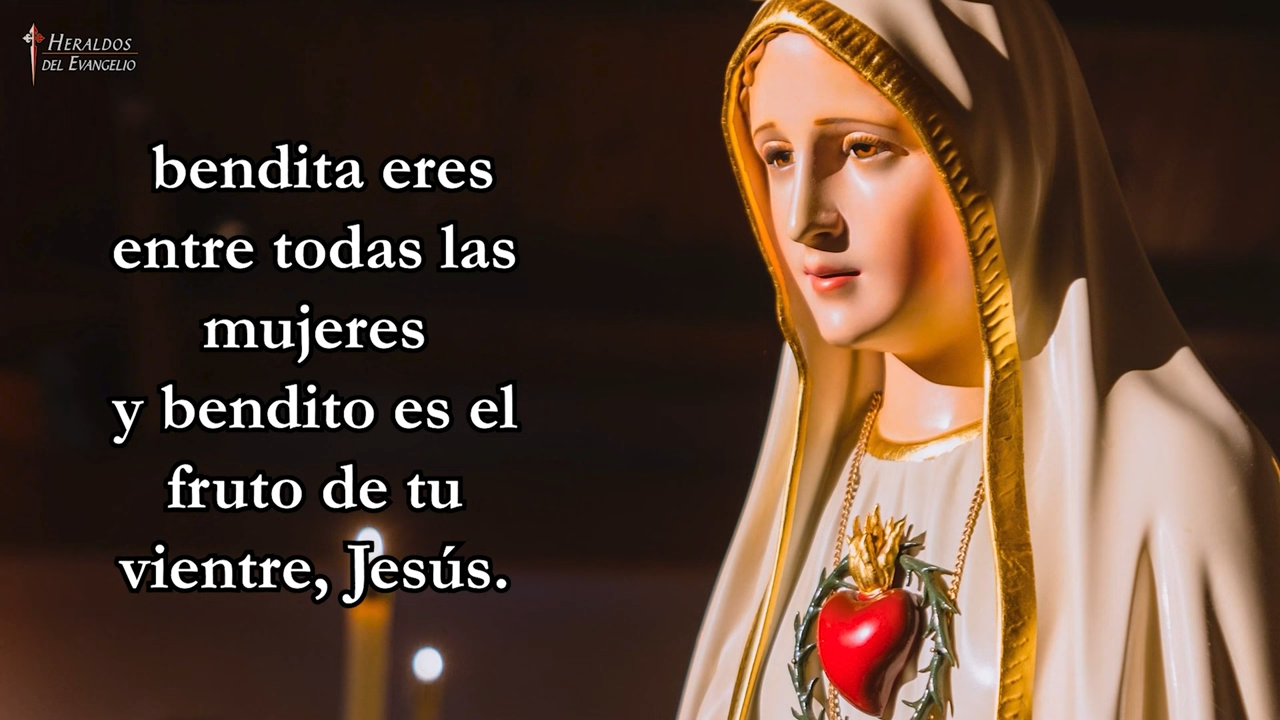 HERALDOS
DEL EVANGELIO
bendita eres
entre todas las
mujeres
y bendito es el
fruto de tu
vientre, Jesús.